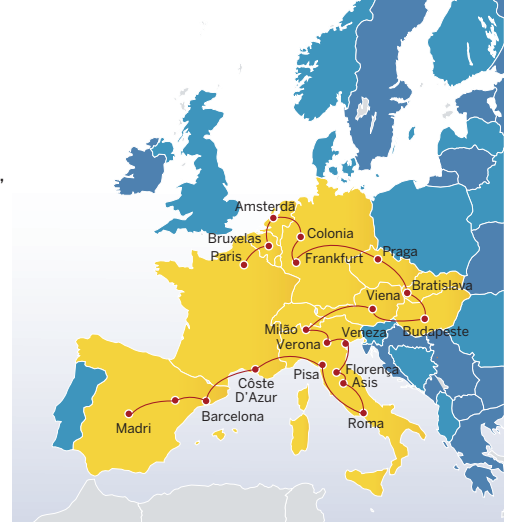 ,
Amsterdã
Colonia
Bruxelas
Paris
Frankfurt
Praga
Bratislava
Viena
Budapeste
Milão
Veneza
Verona
Pisa
Florença
Asis
Côste
D'Azur
Barcelona
Madri
Roma